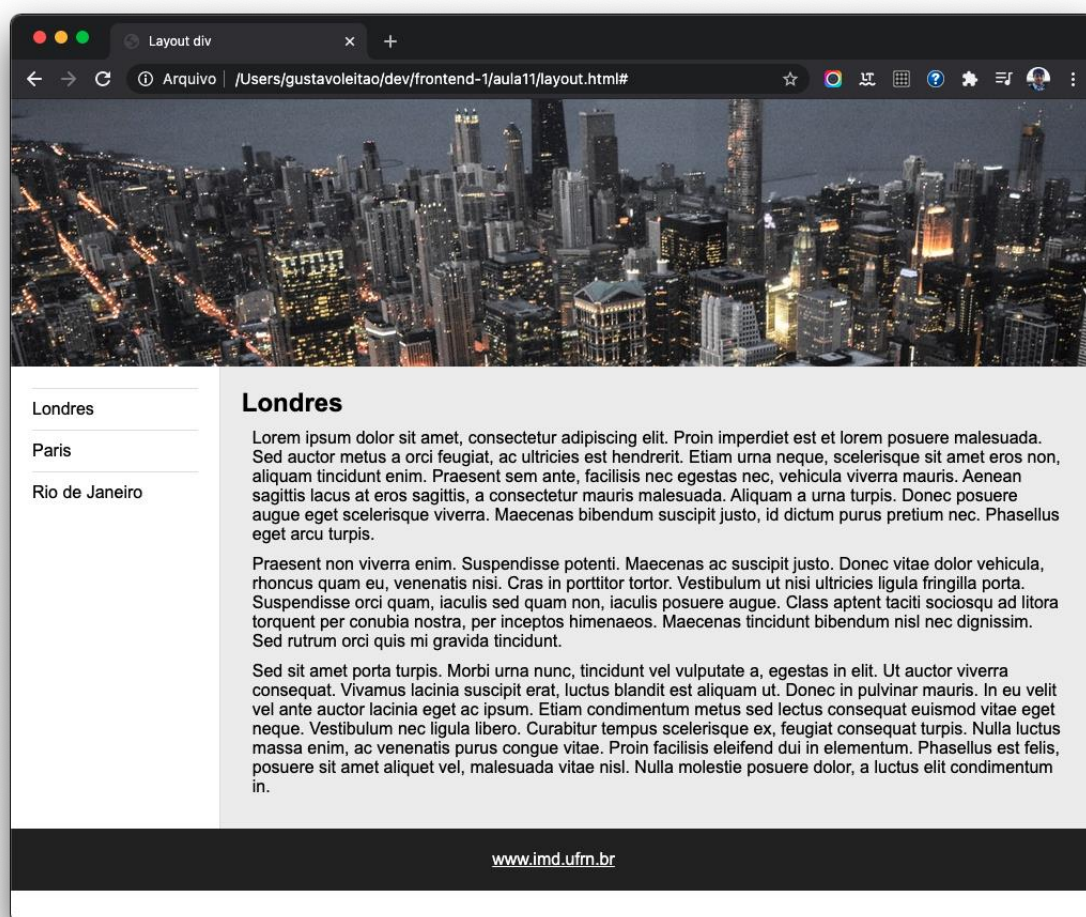 Layout div
Arquivo /Users/gustavoleitao/dev/frontend-1/aula11/layout.html#
Londres
Paris
Rio de Janeiro
Londres
Lorem ipsum dolor sit amet, consectetur adipiscing elit. Proin imperdiet est et lorem posuere malesuada.
Sed auctor metus a orci feugiat, ac ultricies est hendrerit. Etiam urna neque, scelerisque sit amet eros non,
aliquam tincidunt enim. Praesent sem ante, facilisis nec egestas nec, vehicula viverra mauris. Aenean
sagittis lacus at eros sagittis, a consectetur mauris malesuada. Aliquam a urna turpis. Donec posuere
augue eget scelerisque viverra. Maecenas bibendum suscipit justo, id dictum purus pretium nec. Phasellus
eget arcu turpis.
Praesent non viverra enim. Suspendisse potenti. Maecenas ac suscipit justo. Donec vitae dolor vehicula,
rhoncus quam eu, venenatis nisi. Cras in porttitor tortor. Vestibulum ut nisi ultricies ligula fringilla porta.
Suspendisse orci quam, iaculis sed quam non, iaculis posuere augue. Class aptent taciti sociosqu ad litora
torquent per conubia nostra, per inceptos himenaeos. Maecenas tincidunt bibendum nisl nec dignissim.
Sed rutrum orci quis mi gravida tincidunt.
Sed sit amet porta turpis. Morbi urna nunc, tincidunt vel vulputate a, egestas in elit. Ut auctor viverra
consequat. Vivamus lacinia suscipit erat, luctus blandit est aliquam ut. Donec in pulvinar mauris. In eu velit
vel ante auctor lacinia eget ac ipsum. Etiam condimentum metus sed lectus consequat euismod vitae eget
neque. Vestibulum nec ligula libero. Curabitur tempus scelerisque ex, feugiat consequat turpis. Nulla luctus
massa enim, ac venenatis purus congue vitae. Proin facilisis eleifend dui in elementum. Phasellus est felis,
posuere sit amet aliquet vel, malesuada vitae nisl. Nulla molestie posuere dolor, a luctus elit condimentum
in.
www.imd.ufrn.br